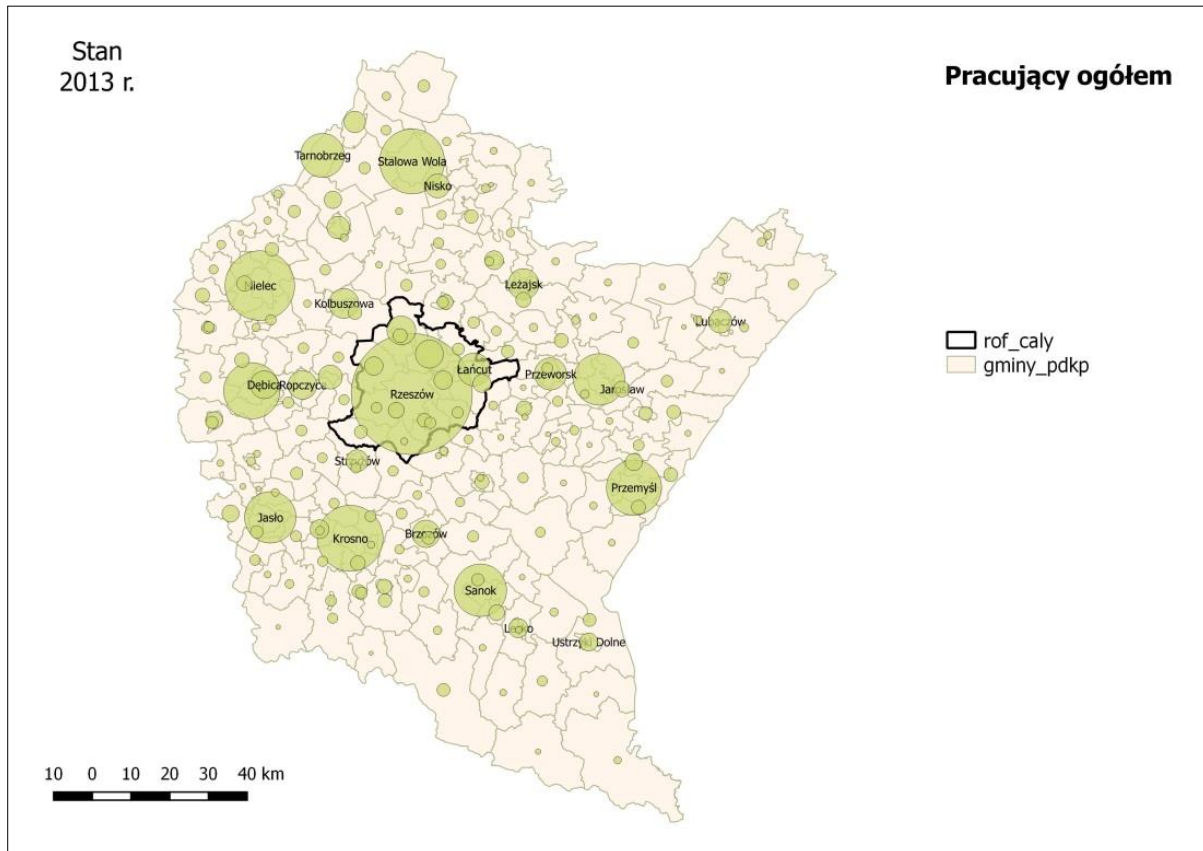 Stan
2013 r.
Pracujący ogółem
Tarnobrzeg
Stalowa Wola
Nisko
Mielec
Leżajsk
Kolbuszowa
Lubaczów
rof_caly
gminy_pdkp
Łańcut
Przeworsk
Dębica
Ropczyce
Jarosław
Rzeszów
Strzyżów
Przemyśl
Jasło
Krosno
Brzozów
Sanok
Lesko
Ustrzyki Dolne
10 0 10 20 30 40 km